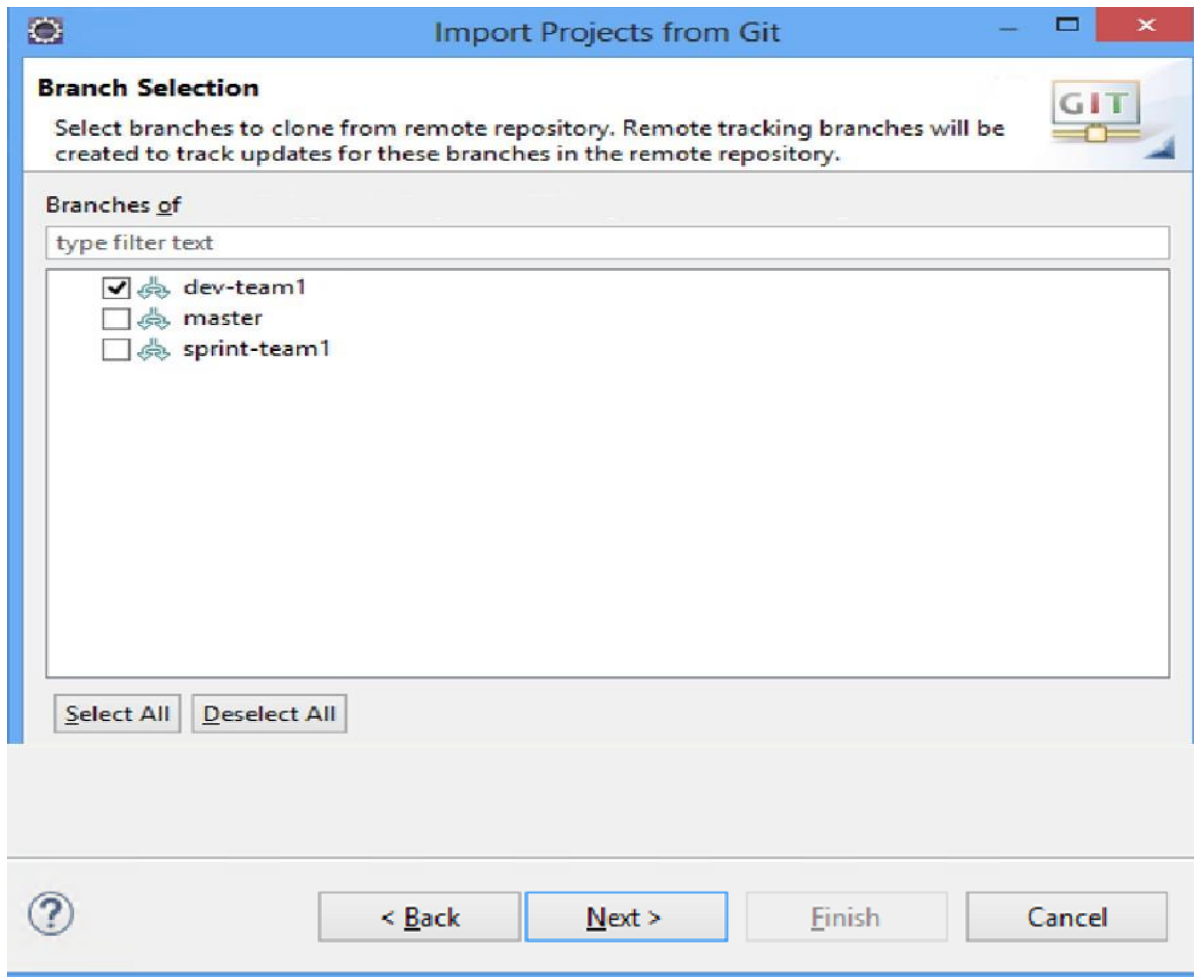 Import Projects from Git
Branch Selection
GIT
Select branches to clone from remote repository. Remote tracking branches will be
created to track updates for these branches in the remote repository.
Branches of
type filter text
dev-team1
master
sprint-team1
Select All Deselect All
? < Back Next > Finish Cancel